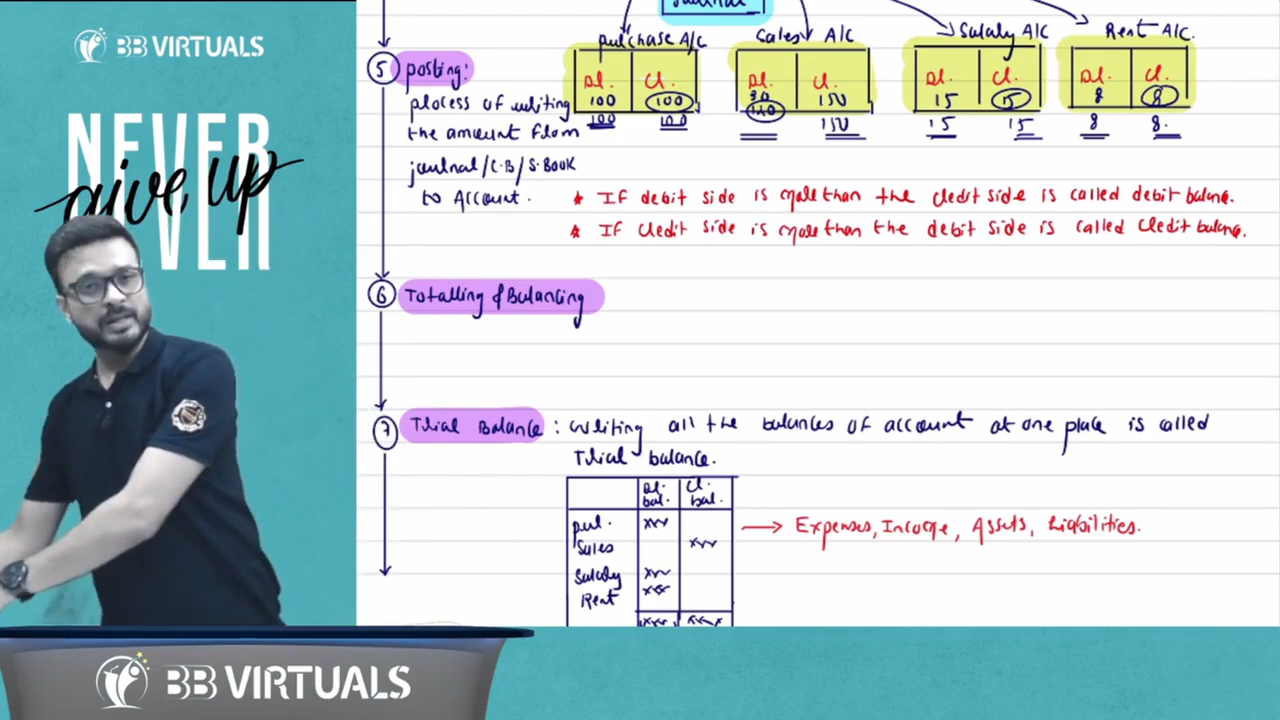 BB VIRTUALS
NEVER
give up
NEVER
Journal
purchase A/C
Sales A/C
Salary A/C
Rent A/C.
5 posting:
Dr. Cr.
100 100
100 100
Dr. Cr.
30 150
120
150
Dr. Cr.
15 15
15 15
Dr. Cr.
8 8
8 8.
process of writing
the amount from
journal/C.B/S.Book
to Account.
* If debit side is more than the credit side is called debit balance.
* If credit side is more than the debit side is called credit balance.
6 Totalling & Balancing
7 Trial Balance : writing all the balances of account at one place is called
Trial balance.
Dr. bal. Cr. bal.
pur. xxx
Sales xxx
Salary xxx
Rent xxx
xxx xxxx
→ Expenses, Income, Assets, Liabilities.
BB VIRTUALS